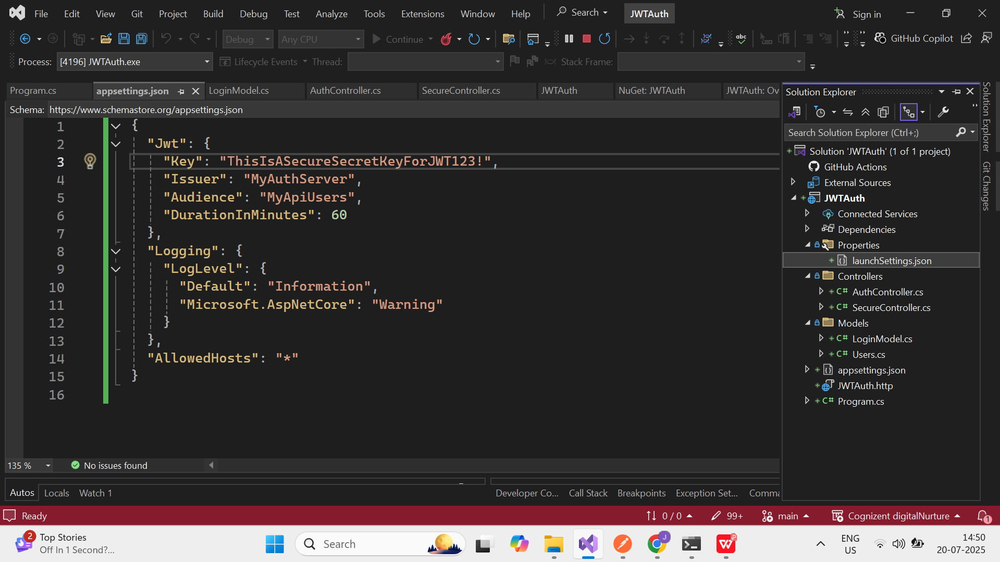 File Edit View Git Project Build Debug Test Analyze Tools Extensions Window Help Search JWTAuth Sign in
Debug Any CPU Continue abc GitHub Copilot
Process: [4196] JWTAuth.exe Lifecycle Events Thread: Stack Frame:
Program.cs appsettings.json LoginModel.cs AuthController.cs SecureController.cs JWTAuth NuGet: JWTAuth JWTAuth: Ov
Schema: https://www.schemastore.org/appsettings.json
1 {
2 "Jwt": {
3 "Key": "ThisIsASecureSecretKeyForJWT123!",
4 "Issuer": "MyAuthServer",
5 "Audience": "MyApiUsers",
6 "DurationInMinutes": 60
7 },
8 "Logging": {
9 "LogLevel": {
10 "Default": "Information",
11 "Microsoft.AspNetCore": "Warning"
12 }
13 },
14 "AllowedHosts": "*"
15 }
16
135 % No issues found
Autos Locals Watch 1
Developer Co... Call Stack Breakpoints Exception Set... Comma
Solution Explorer
Search Solution Explorer (Ctrl+;)
Solution 'JWTAuth' (1 of 1 project)
GitHub Actions
External Sources
JWTAuth
Connected Services
Dependencies
Properties
launchSettings.json
Controllers
C# AuthController.cs
C# SecureController.cs
Models
C# LoginModel.cs
C# Users.cs
appsettings.json
JWTAuth.http
C# Program.cs
Solution Explorer
Git Changes
Ready 0 / 0 99+ main Cognizent digitalNurture 1
2 Top Stories
Off In 1 Second?...
Search
J
W
ENG
US
14:50
20-07-2025